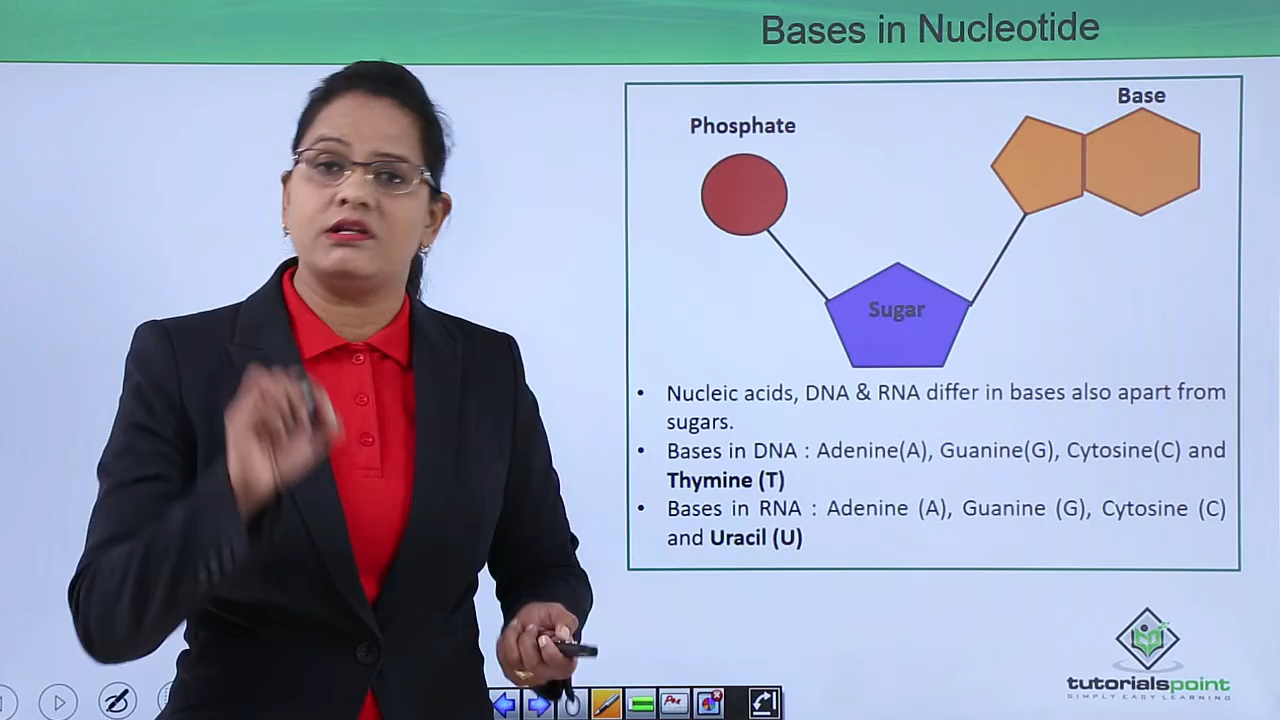 Bases in Nucleotide
Base
Phosphate
Sugar
• Nucleic acids, DNA & RNA differ in bases also apart from
sugars.
• Bases in DNA : Adenine(A), Guanine(G), Cytosine(C) and
Thymine (T)
• Bases in RNA : Adenine (A), Guanine (G), Cytosine (C)
and Uracil (U)
tutorialspoint
SIMPLY EASY LEARNING
Pen